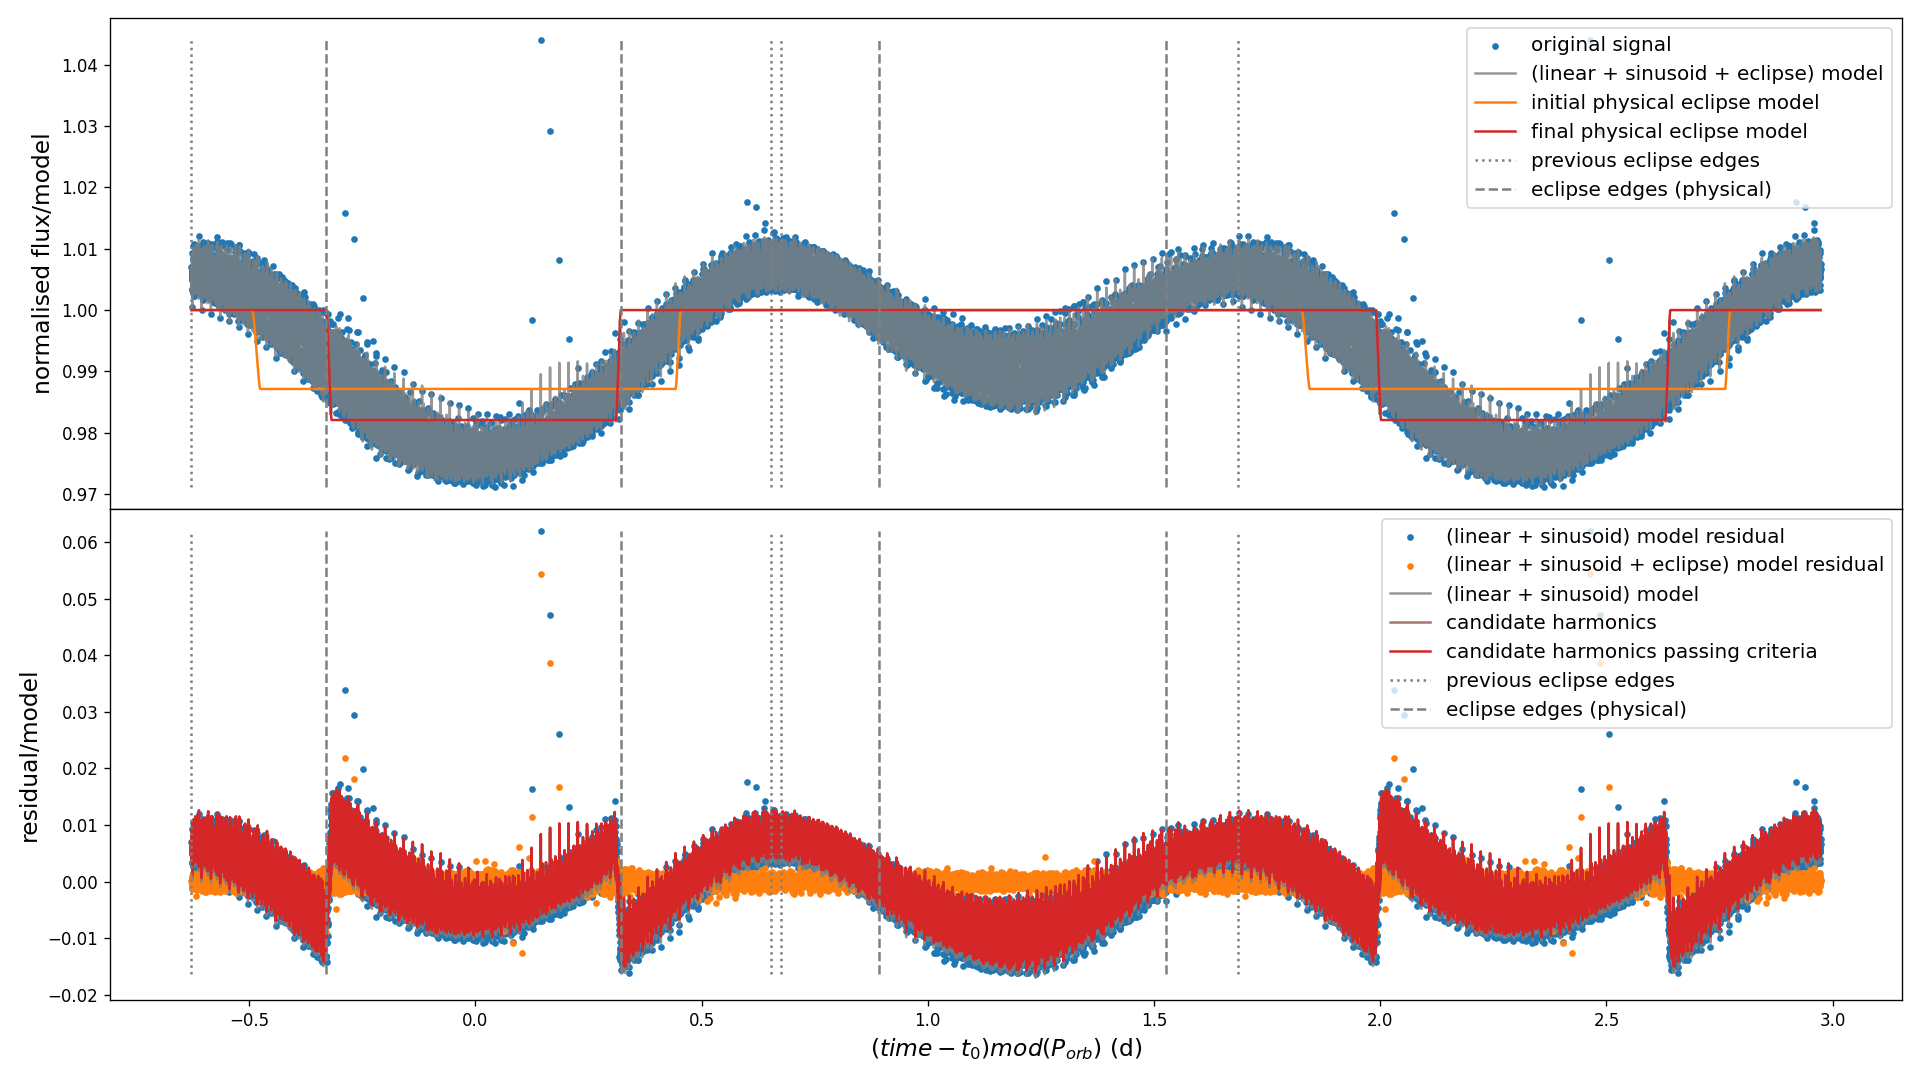 1.04
1.03
1.02
1.01
1.00
0.99
0.98
0.97
normalised flux/model
original signal
(linear + sinusoid + eclipse) model
initial physical eclipse model
final physical eclipse model
previous eclipse edges
eclipse edges (physical)
0.06
0.05
0.04
0.03
0.02
0.01
0.00
−0.01
−0.02
residual/model
(linear + sinusoid) model residual
(linear + sinusoid + eclipse) model residual
(linear + sinusoid) model
candidate harmonics
candidate harmonics passing criteria
previous eclipse edges
eclipse edges (physical)
−0.5 0.0 0.5 1.0 1.5 2.0 2.5 3.0
(time − t₀)mod(P_orb) (d)